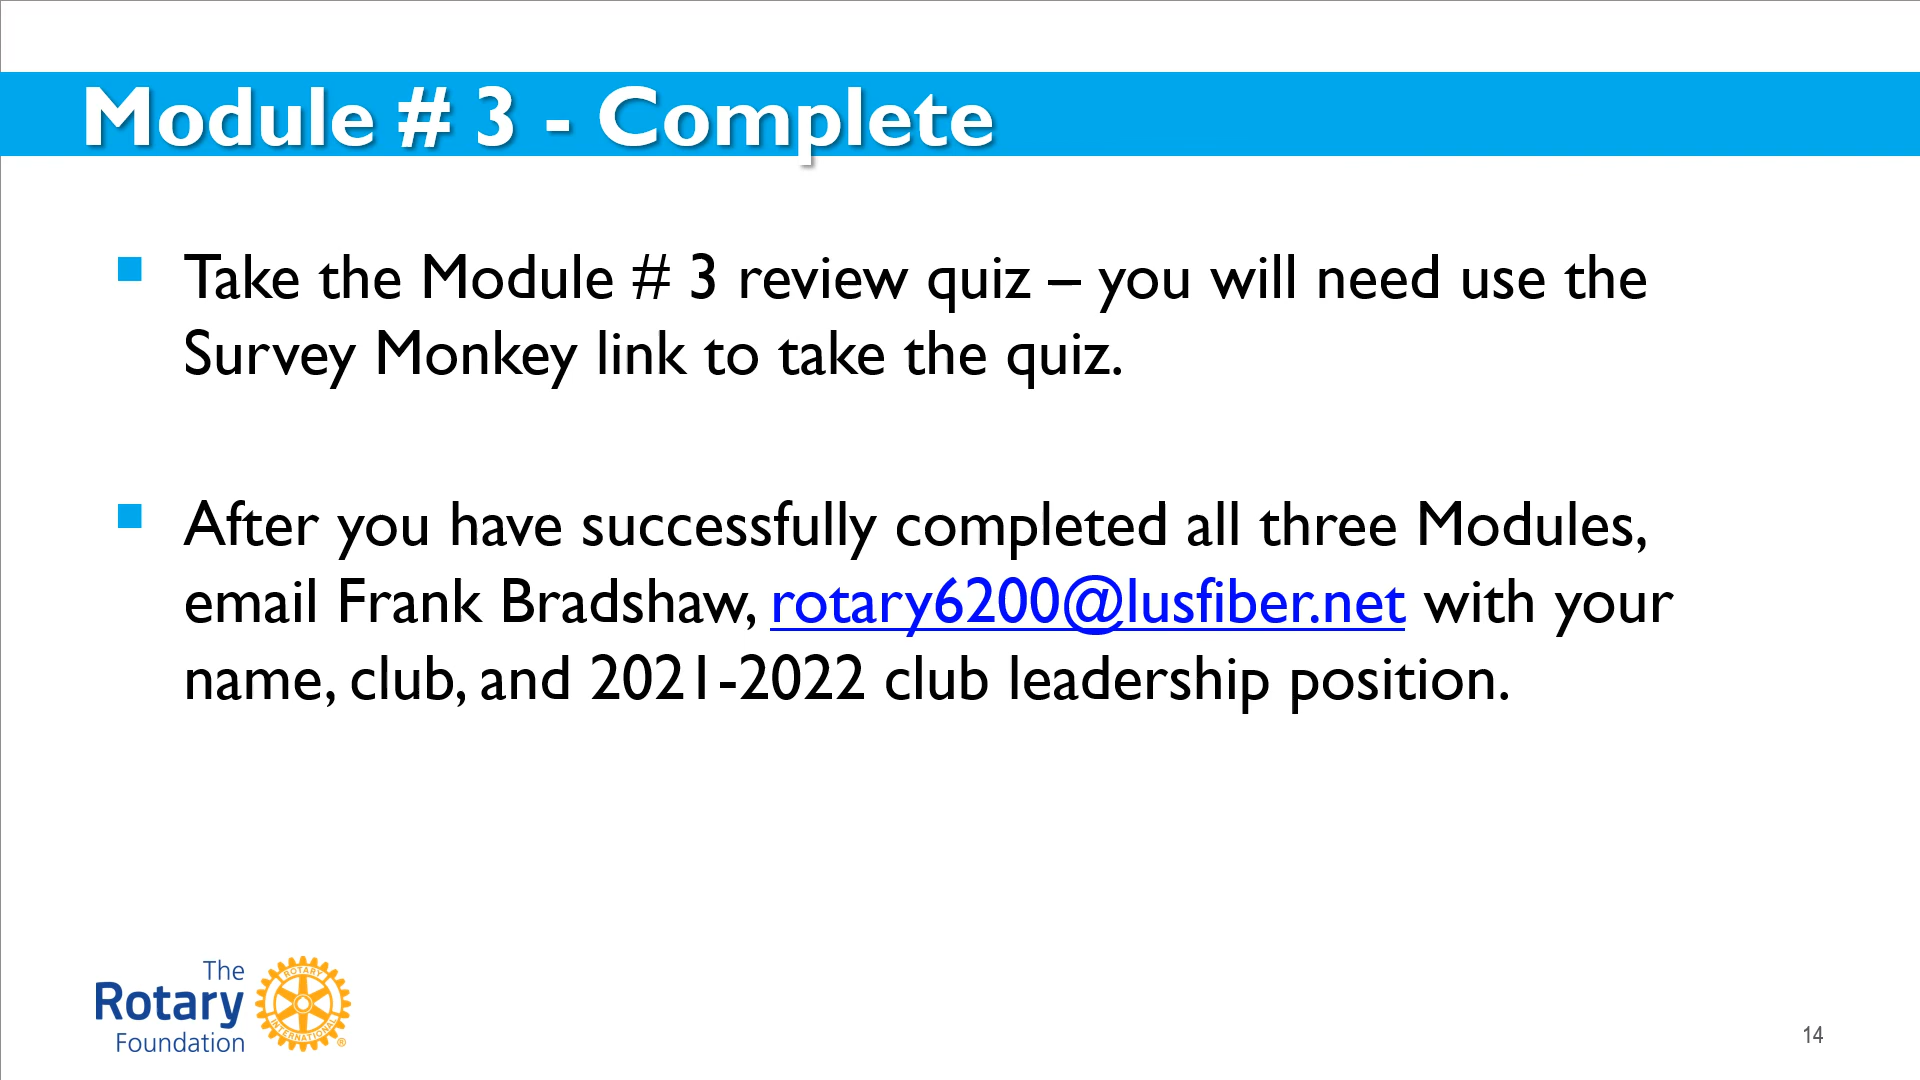 Module # 3 - Complete
Take the Module # 3 review quiz – you will need use the
Survey Monkey link to take the quiz.
After you have successfully completed all three Modules,
email Frank Bradshaw, rotary6200@lusfiber.net with your
name, club, and 2021-2022 club leadership position.
The
Rotary
Foundation
ROTARY
INTERNATIONAL
®
14